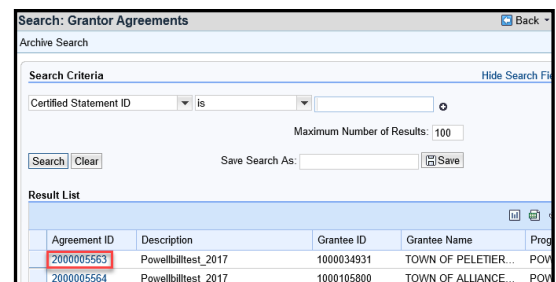 Search: Grantor Agreements Back
Archive Search
Search Criteria Hide Search Fie
Certified Statement ID is
Maximum Number of Results: 100
Search Clear Save Search As: Save
Result List
Agreement ID Description Grantee ID Grantee Name Prog
2000005563 Powellbilltest_2017 1000034931 TOWN OF PELETIER... POW
2000005564 Powellbilltest_2017 1000105800 TOWN OF ALLIANCE... POW